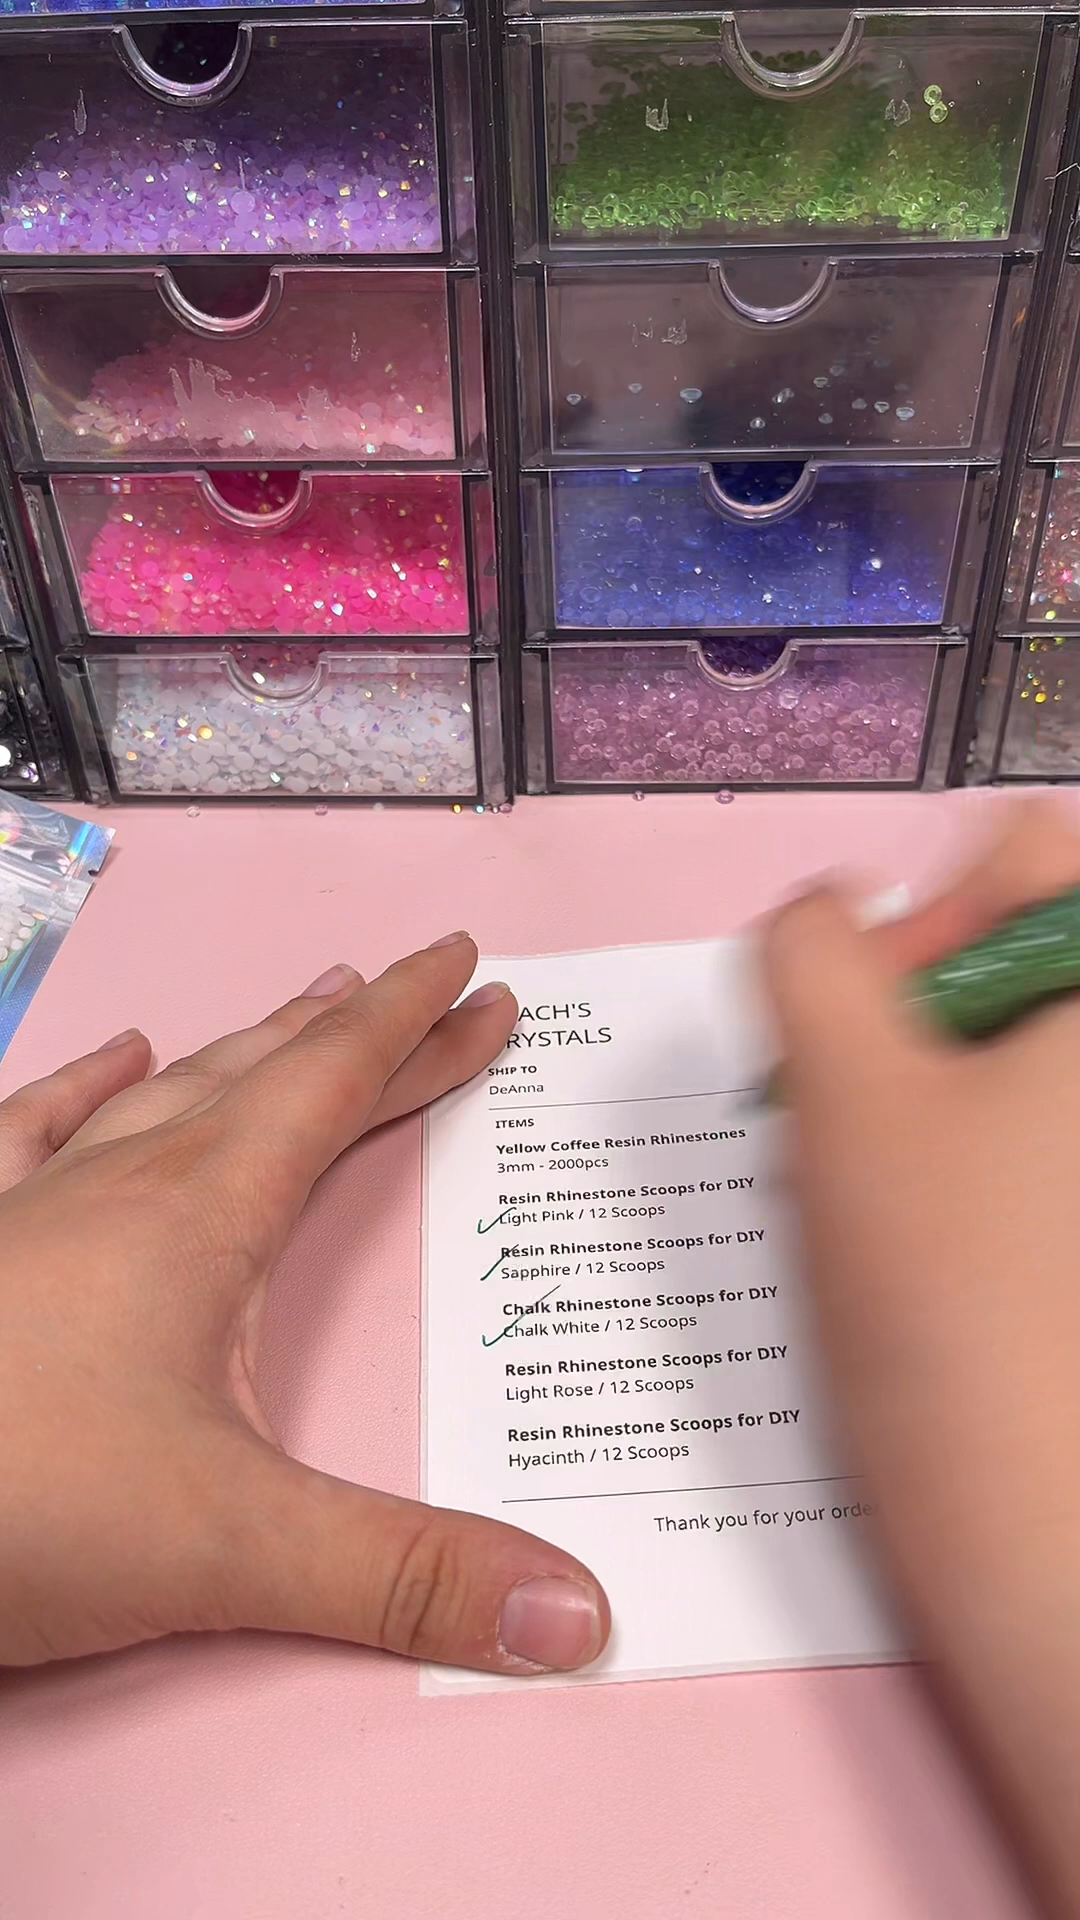 ACH'S
RYSTALS
SHIP TO
DeAnna
ITEMS
Yellow Coffee Resin Rhinestones
3mm - 2000pcs
Resin Rhinestone Scoops for DIY
Light Pink / 12 Scoops
Resin Rhinestone Scoops for DIY
Sapphire / 12 Scoops
Chalk Rhinestone Scoops for DIY
Chalk White / 12 Scoops
Resin Rhinestone Scoops for DIY
Light Rose / 12 Scoops
Resin Rhinestone Scoops for DIY
Hyacinth / 12 Scoops
Thank you for your orde